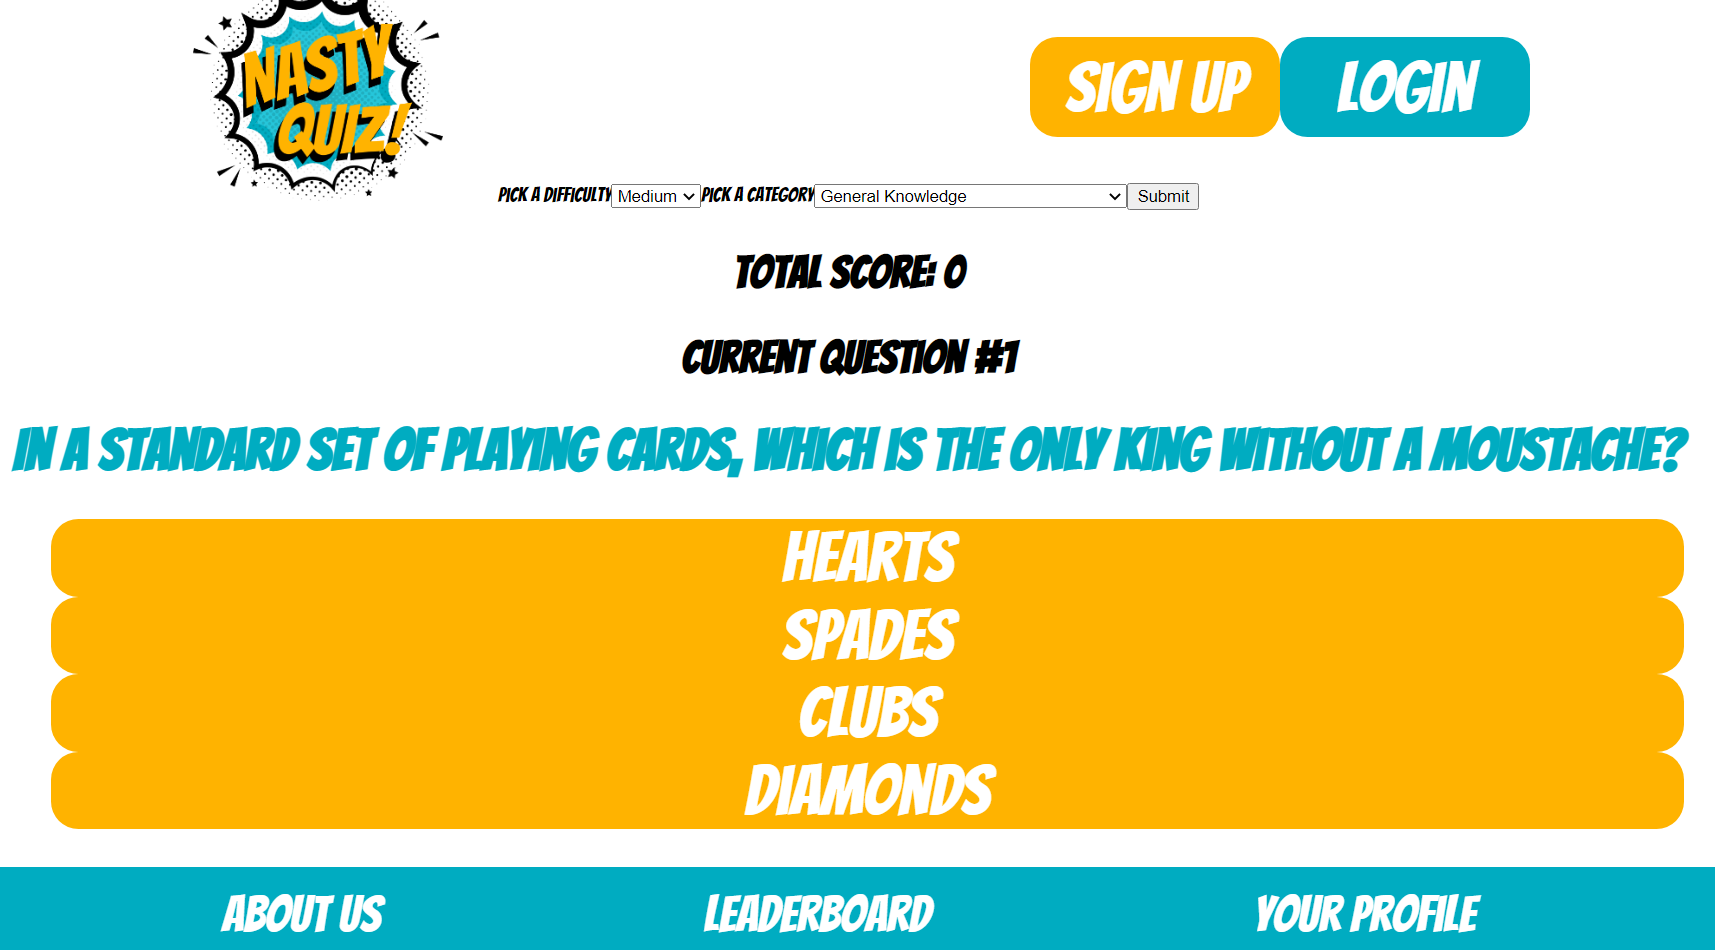 NASTY
QUIZ!
SIGN UP LOGIN
PICK A DIFFICULTY Medium PICK A CATEGORY General Knowledge Submit
TOTAL SCORE: 0
CURRENT QUESTION #1
IN A STANDARD SET OF PLAYING CARDS, WHICH IS THE ONLY KING WITHOUT A MOUSTACHE?
HEARTS
SPADES
CLUBS
DIAMONDS
ABOUT US LEADERBOARD YOUR PROFILE